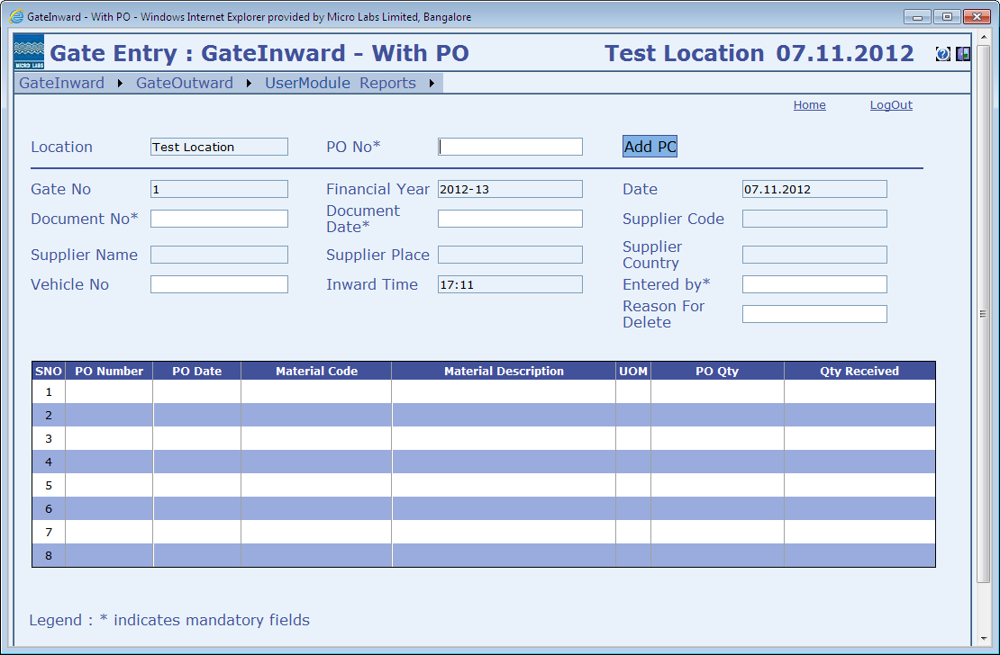 GateInward - With PO - Windows Internet Explorer provided by Micro Labs Limited, Bangalore
MICRO LABS
Gate Entry : GateInward - With PO Test Location 07.11.2012
GateInward GateOutward UserModule Reports
Home LogOut
Location Test Location PO No* Add PO
Gate No 1 Financial Year 2012-13 Date 07.11.2012
Document No* Document Date* Supplier Code
Supplier Name Supplier Place Supplier Country
Vehicle No Inward Time 17:11 Entered by*
Reason For Delete
SNO PO Number PO Date Material Code Material Description UOM PO Qty Qty Received
1
2
3
4
5
6
7
8
Legend : * indicates mandatory fields